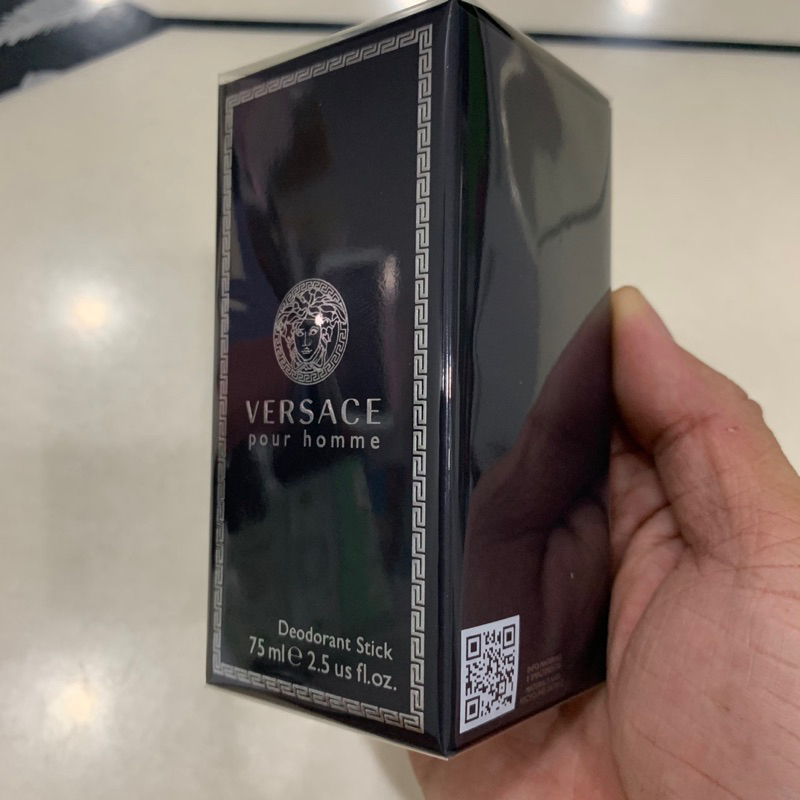 VERSACE
pour homme
Deodorant Stick
75 ml e 2.5 us fl.oz.